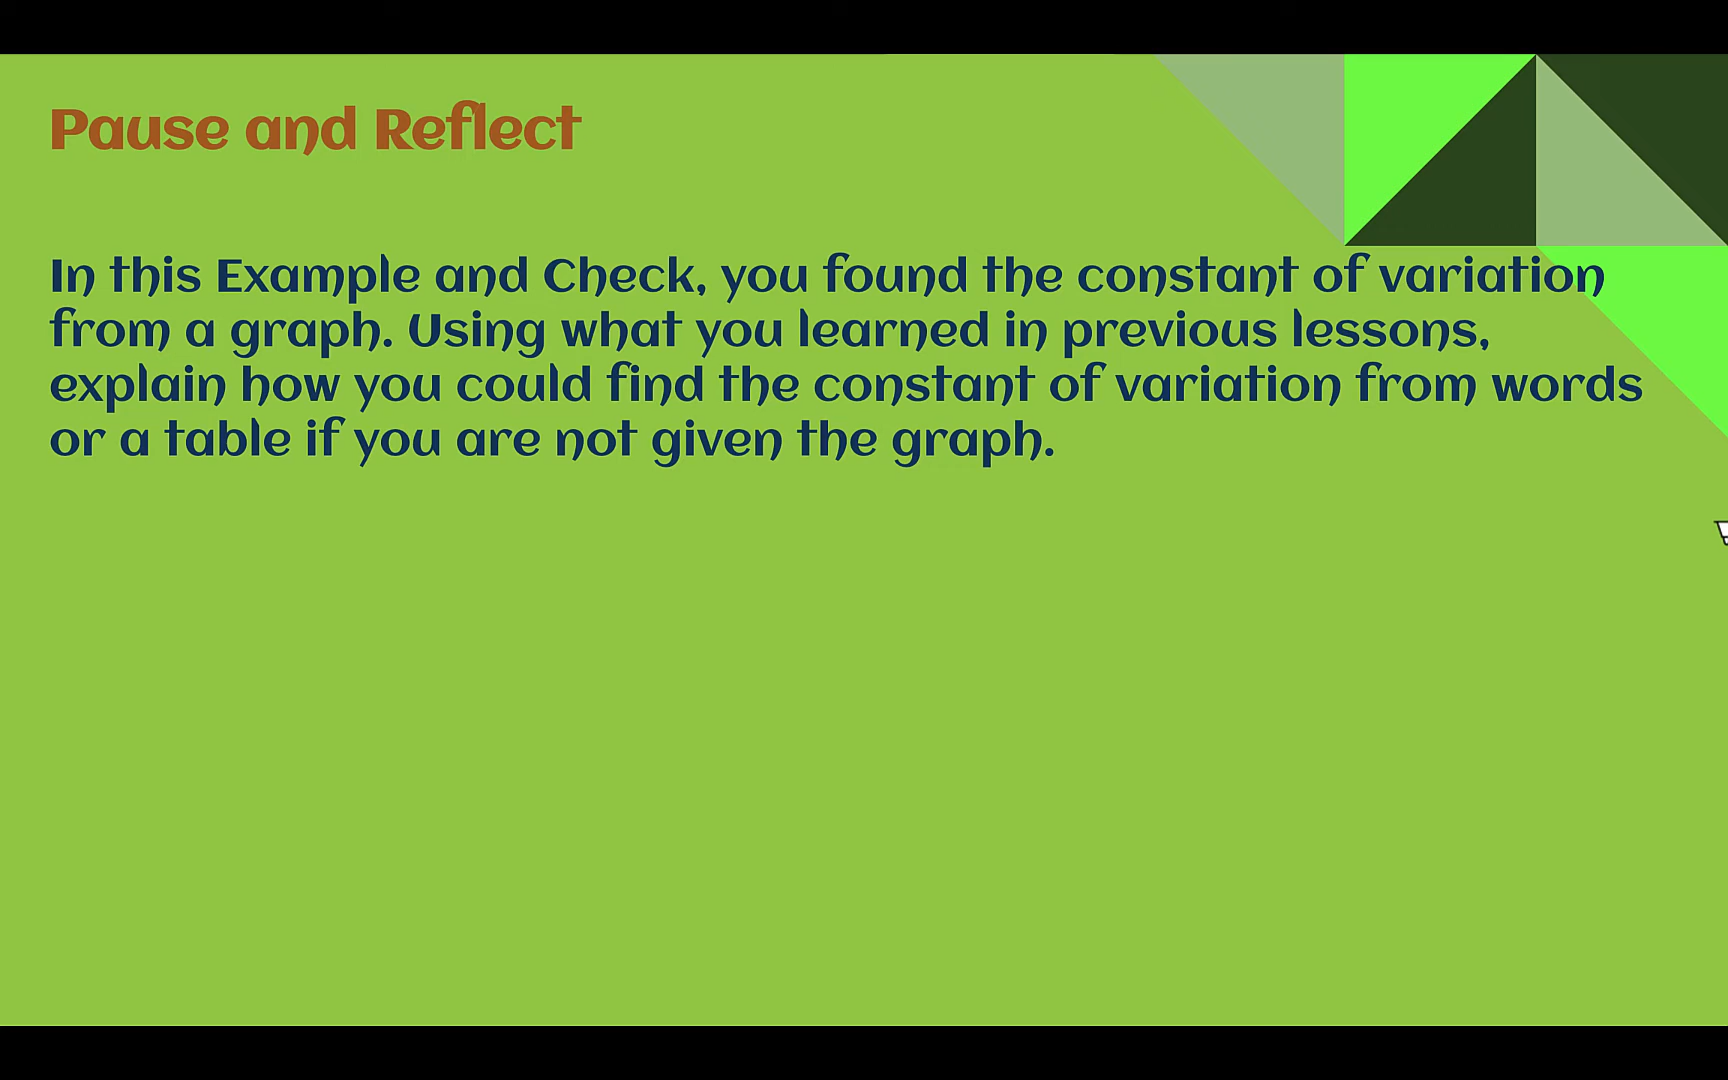 Pause and Reflect
In this Example and Check, you found the constant of variation
from a graph. Using what you learned in previous lessons,
explain how you could find the constant of variation from words
or a table if you are not given the graph.